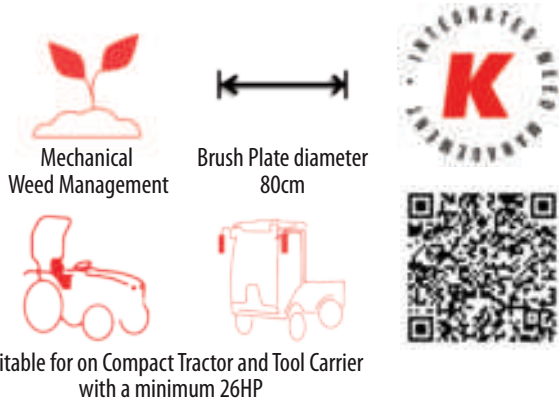 • INTEGRATED WEED MANAGEMENT
K
Mechanical
Weed Management
Brush Plate diameter
80cm
itable for on Compact Tractor and Tool Carrier
with a minimum 26HP